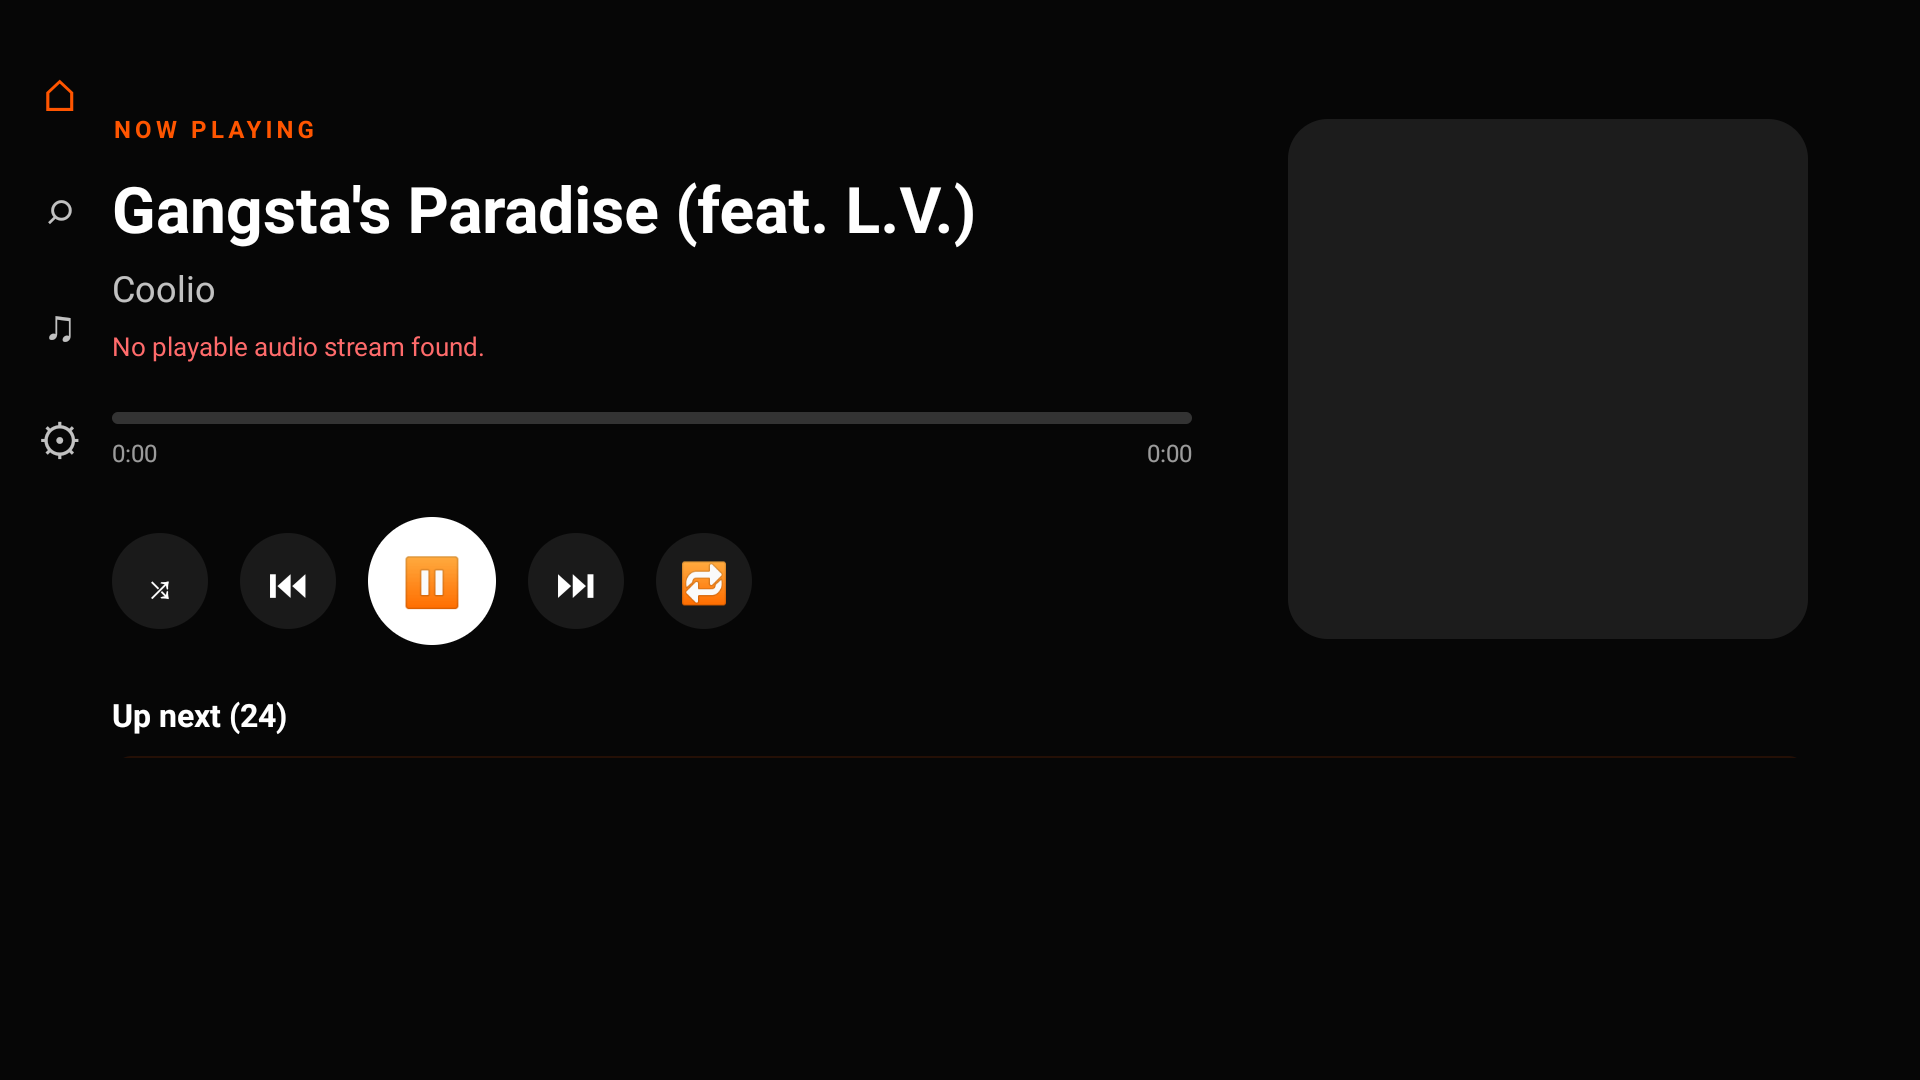 NOW PLAYING
Gangsta's Paradise (feat. L.V.)
Coolio
No playable audio stream found.
0:00
0:00
Up next (24)